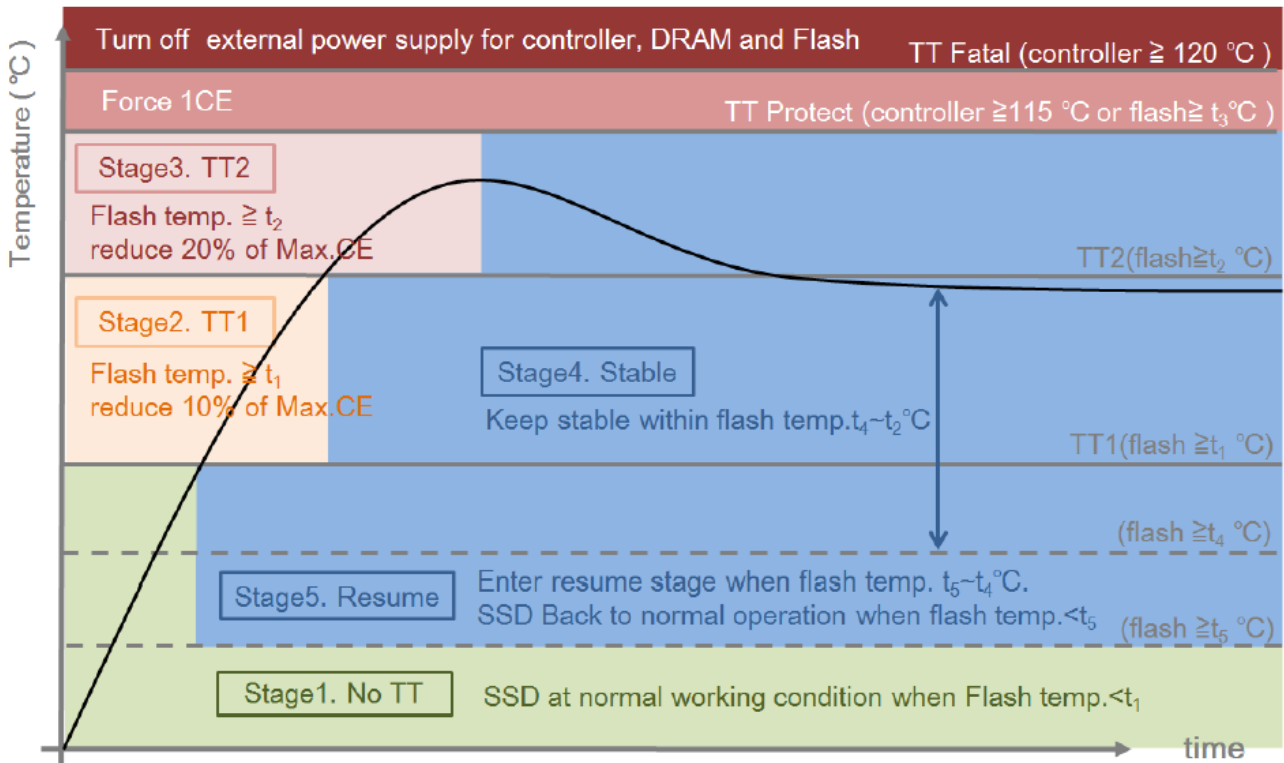 Temperature ( °C)
Turn off external power supply for controller, DRAM and Flash
TT Fatal (controller ≧ 120 °C )
Force 1CE
TT Protect (controller ≧115 °C or flash≧ t₃°C )
Stage3. TT2
Flash temp. ≧ t₂
reduce 20% of Max.CE
TT2(flash≧t₂ °C)
Stage2. TT1
Flash temp. ≧ t₁
reduce 10% of Max.CE
Stage4. Stable
Keep stable within flash temp.t₄~t₂°C
TT1(flash ≧t₁ °C)
(flash ≧t₄ °C)
Stage5. Resume
Enter resume stage when flash temp. t₅~t₄°C.
SSD Back to normal operation when flash temp.<t₅
(flash ≧t₅ °C)
Stage1. No TT
SSD at normal working condition when Flash temp.<t₁
time